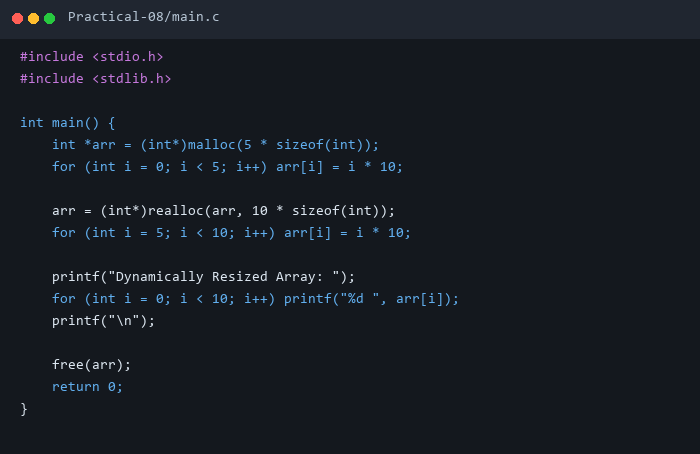 Practical-08/main.c
#include <stdio.h>
#include <stdlib.h>
int main() {
    int *arr = (int*)malloc(5 * sizeof(int));
    for (int i = 0; i < 5; i++) arr[i] = i * 10;
    arr = (int*)realloc(arr, 10 * sizeof(int));
    for (int i = 5; i < 10; i++) arr[i] = i * 10;
    printf("Dynamically Resized Array: ");
    for (int i = 0; i < 10; i++) printf("%d ", arr[i]);
    printf("\n");
    free(arr);
    return 0;
}